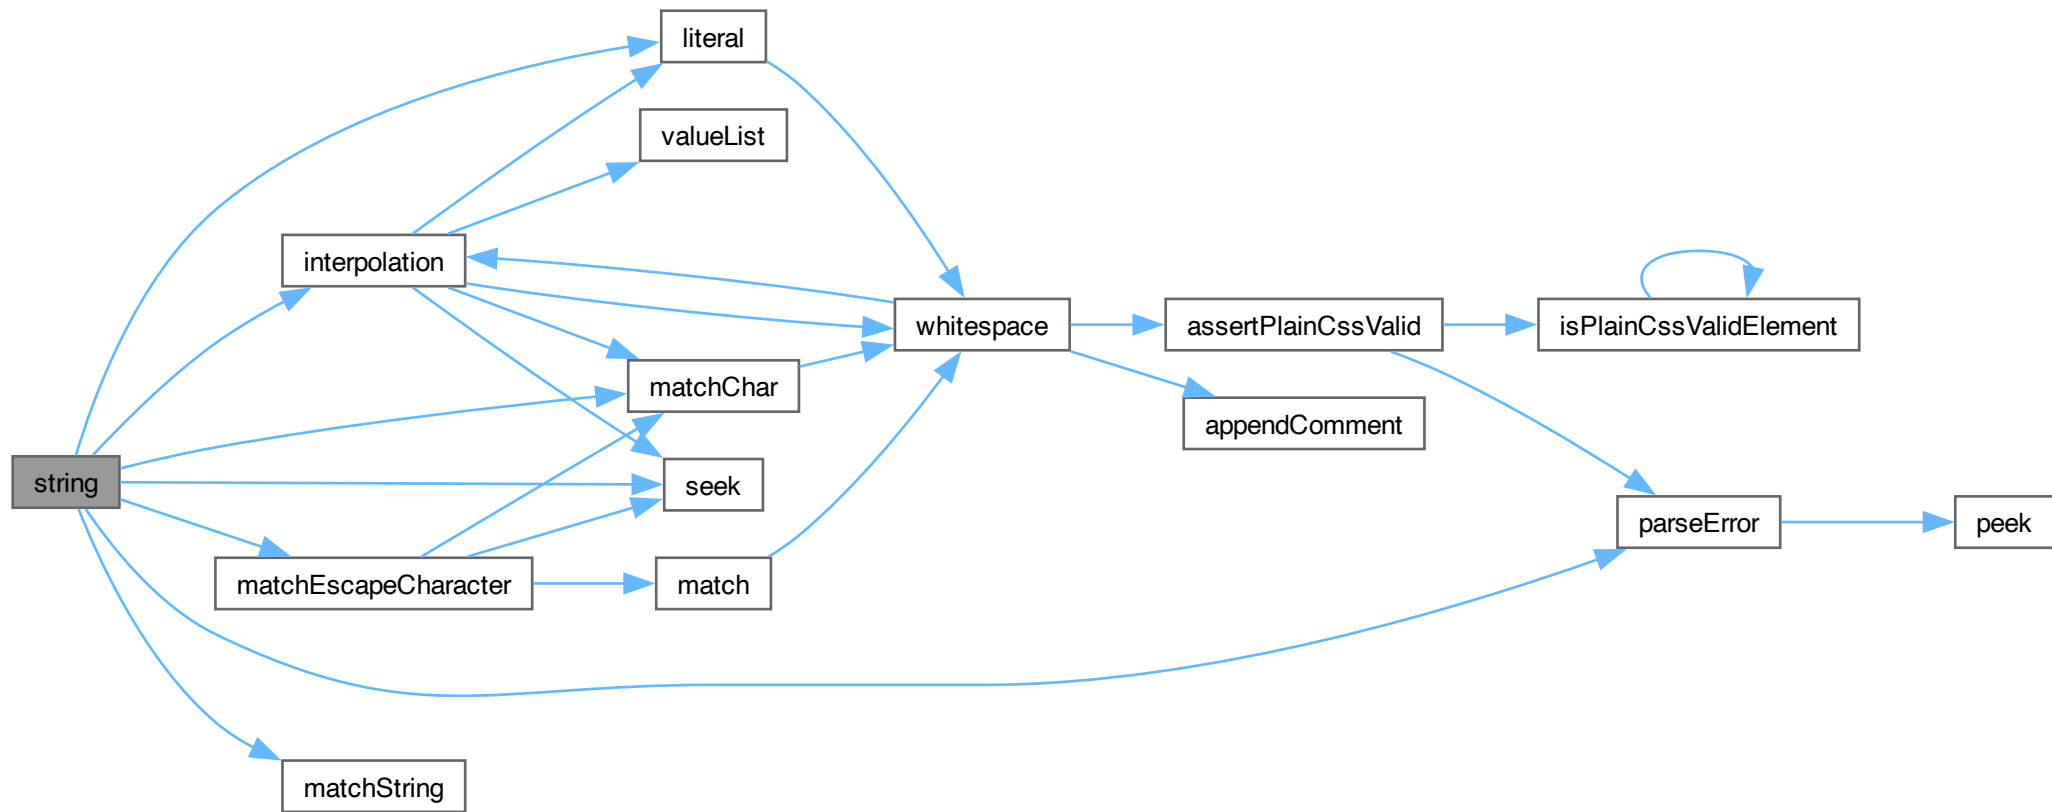 literal
valueList
interpolation
whitespace
assertPlainCssValid
isPlainCssValidElement
matchChar
appendComment
string
seek
parseError
peek
matchEscapeCharacter
match
matchString